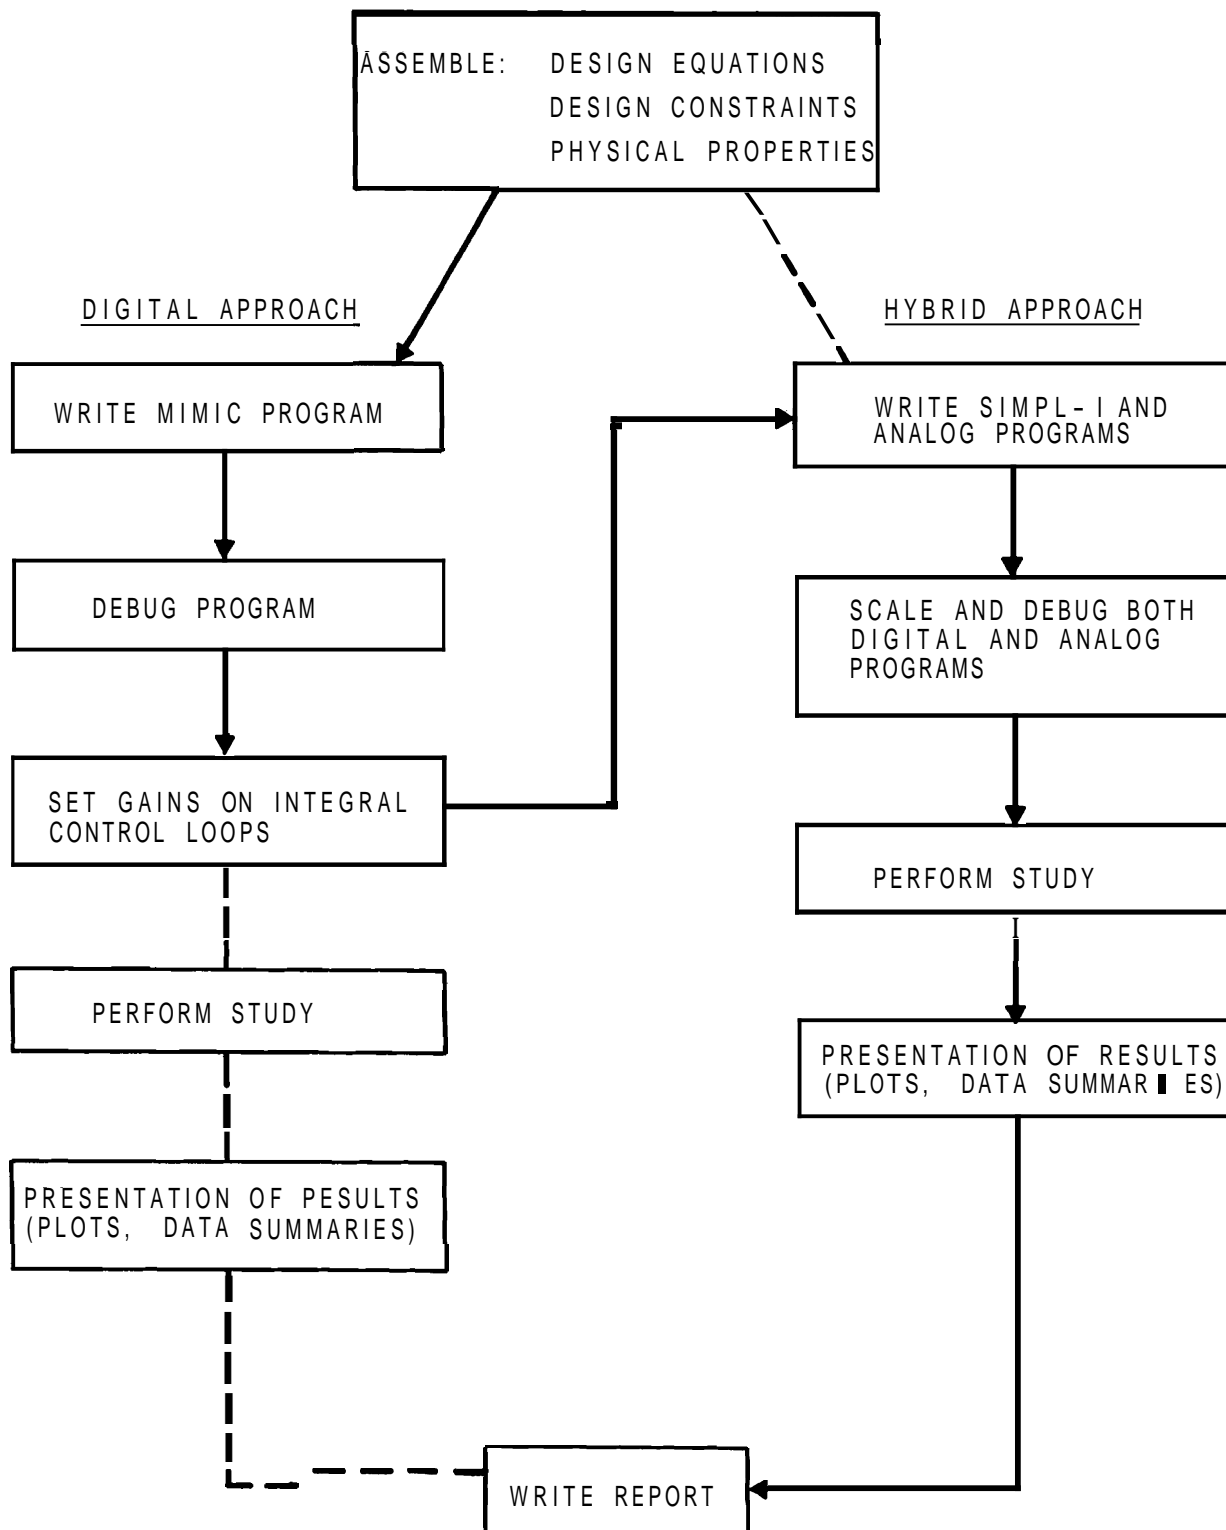 ASSEMBLE: DESIGN EQUATIONS
DESIGN CONSTRAINTS
PHYSICAL PROPERTIES
DIGITAL APPROACH
WRITE MIMIC PROGRAM
DEBUG PROGRAM
SET GAINS ON INTEGRAL
CONTROL LOOPS
PERFORM STUDY
PRESENTATION OF PESULTS
(PLOTS, DATA SUMMARIES)
HYBRID APPROACH
WRITE SIMPL-I AND
ANALOG PROGRAMS
SCALE AND DEBUG BOTH
DIGITAL AND ANALOG
PROGRAMS
PERFORM STUDY
PRESENTATION OF RESULTS
(PLOTS, DATA SUMMARIES)
WRITE REPORT